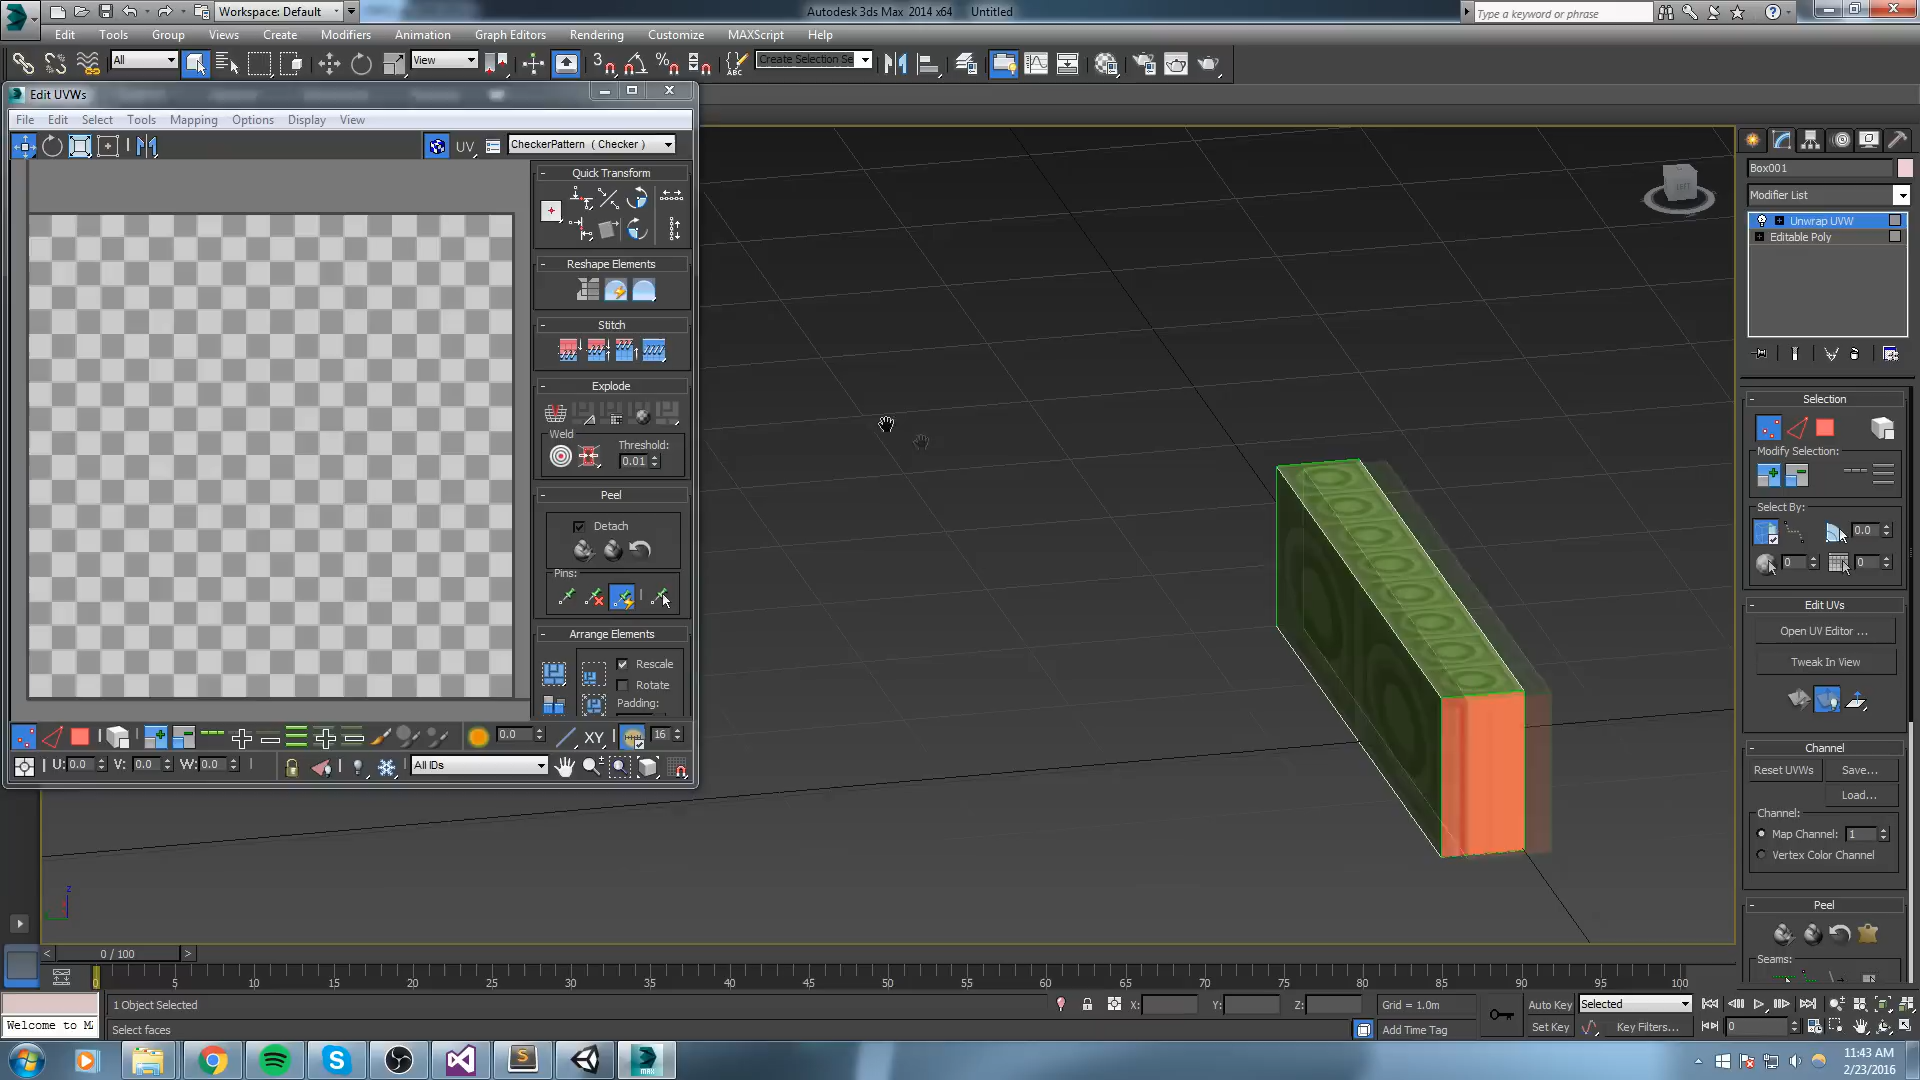 Workspace: Default
Autodesk 3ds Max 2014 x64 Untitled
Type a keyword or phrase
Edit Tools Group Views Create Modifiers Animation Graph Editors Rendering Customize MAXScript Help
All
View
Create Selection Se
Edit UVWs
File Edit Select Tools Mapping Options Display View
UV
CheckerPattern ( Checker )
Quick Transform
Reshape Elements
Stitch
Explode
Weld
Threshold:
0.01
Peel
Detach
Pins:
Arrange Elements
Rescale
Rotate
Padding:
0.0
XY
16
U: 0.0 V: 0.0 W: 0.0
All IDs
LEFT
Box001
Modifier List
Unwrap UVW
Editable Poly
Selection
Modify Selection:
Select By:
0.0
0
0
Edit UVs
Open UV Editor ...
Tweak In View
Channel
Reset UVWs Save...
Load...
Channel:
Map Channel: 1
Vertex Color Channel
Peel
Seams:
z
0 / 100
0 5 10 15 20 25 30 35 40 45 50 55 60 65 70 75 80 85 90 95 100
1 Object Selected
X: Y: Z: Grid = 1.0m
Auto Key Selected
Welcome to M
Select faces
Add Time Tag
Set Key Key Filters...
0
11:43 AM
2/23/2016